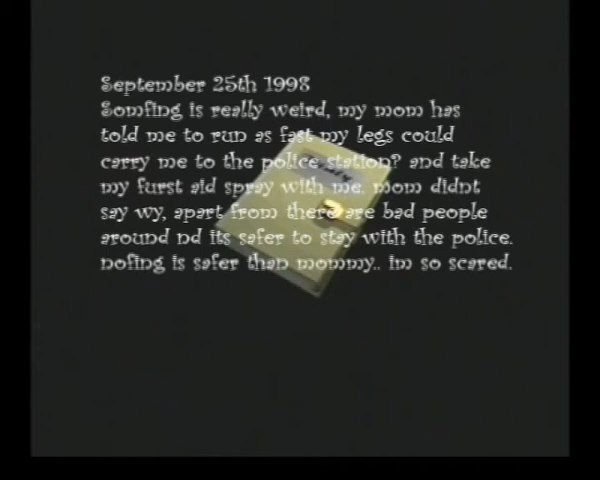 September 25th 1998
Somfing is really weird, my mom has
told me to run as fast my legs could
carry me to the police station? and take
my furst aid spray with me. mom didnt
say wy, apart from there are bad people
around nd its safer to stay with the police.
nofing is safer than mommy.. im so scared.